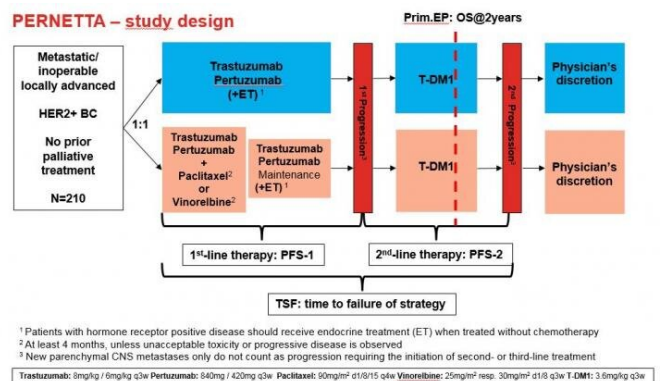 PERNETTA – study design
Prim.EP: OS@2years
Metastatic/
inoperable
locally advanced
HER2+ BC
No prior
palliative
treatment
N=210
1:1
Trastuzumab
Pertuzumab
(+ET) ¹
1ˢᵗ Progression³
T-DM1
2ⁿᵈ Progression³
Physician’s
discretion
Trastuzumab
Pertuzumab
+
Paclitaxel²
or
Vinorelbine²
Trastuzumab
Pertuzumab
Maintenance
(+ET) ¹
T-DM1
Physician’s
discretion
1ˢᵗ-line therapy: PFS-1
2ⁿᵈ-line therapy: PFS-2
TSF: time to failure of strategy
¹ Patients with hormone receptor positive disease should receive endocrine treatment (ET) when treated without chemotherapy
² At least 4 months, unless unacceptable toxicity or progressive disease is observed
³ New parenchymal CNS metastases only do not count as progression requiring the initiation of second- or third-line treatment
Trastuzumab: 8mg/kg / 6mg/kg q3w Pertuzumab: 840mg / 420mg q3w Paclitaxel: 90mg/m² d1/8/15 q4w Vinorelbine: 25mg/m² resp. 30mg/m² d1/8 q3w T-DM1: 3.6mg/kg q3w